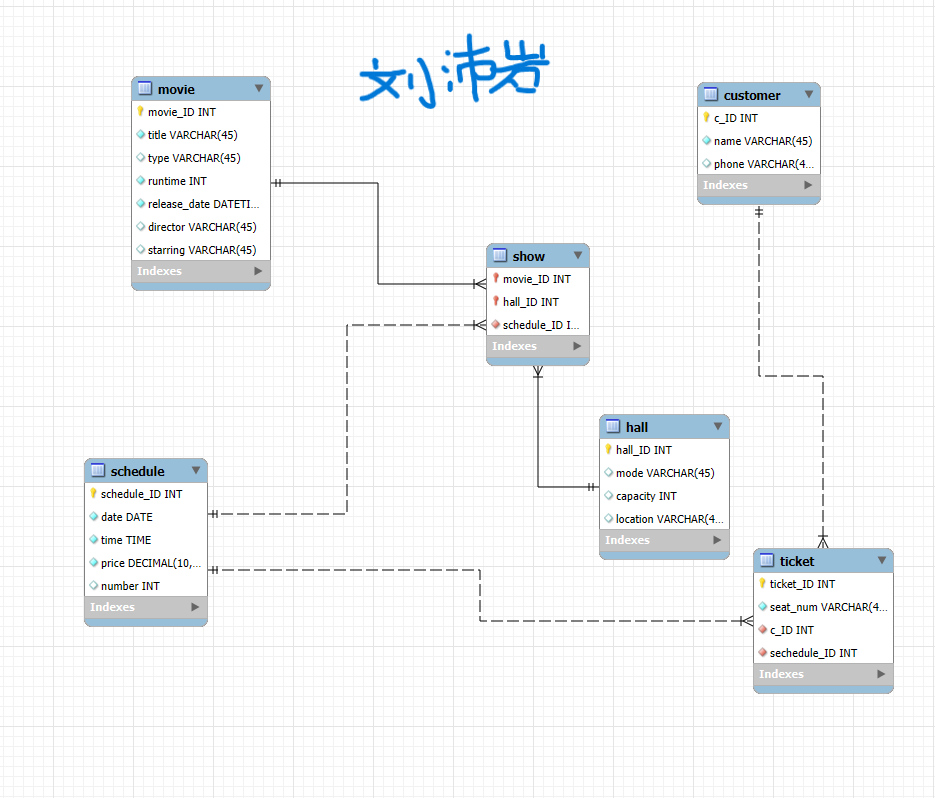 刘沛岩
movie
movie_ID INT
title VARCHAR(45)
type VARCHAR(45)
runtime INT
release_date DATETI...
director VARCHAR(45)
starring VARCHAR(45)
Indexes
customer
c_ID INT
name VARCHAR(45)
phone VARCHAR(4...
Indexes
show
movie_ID INT
hall_ID INT
schedule_ID I...
Indexes
hall
hall_ID INT
mode VARCHAR(45)
capacity INT
location VARCHAR(4...
Indexes
schedule
schedule_ID INT
date DATE
time TIME
price DECIMAL(10,...
number INT
Indexes
ticket
ticket_ID INT
seat_num VARCHAR(4...
c_ID INT
sechedule_ID INT
Indexes